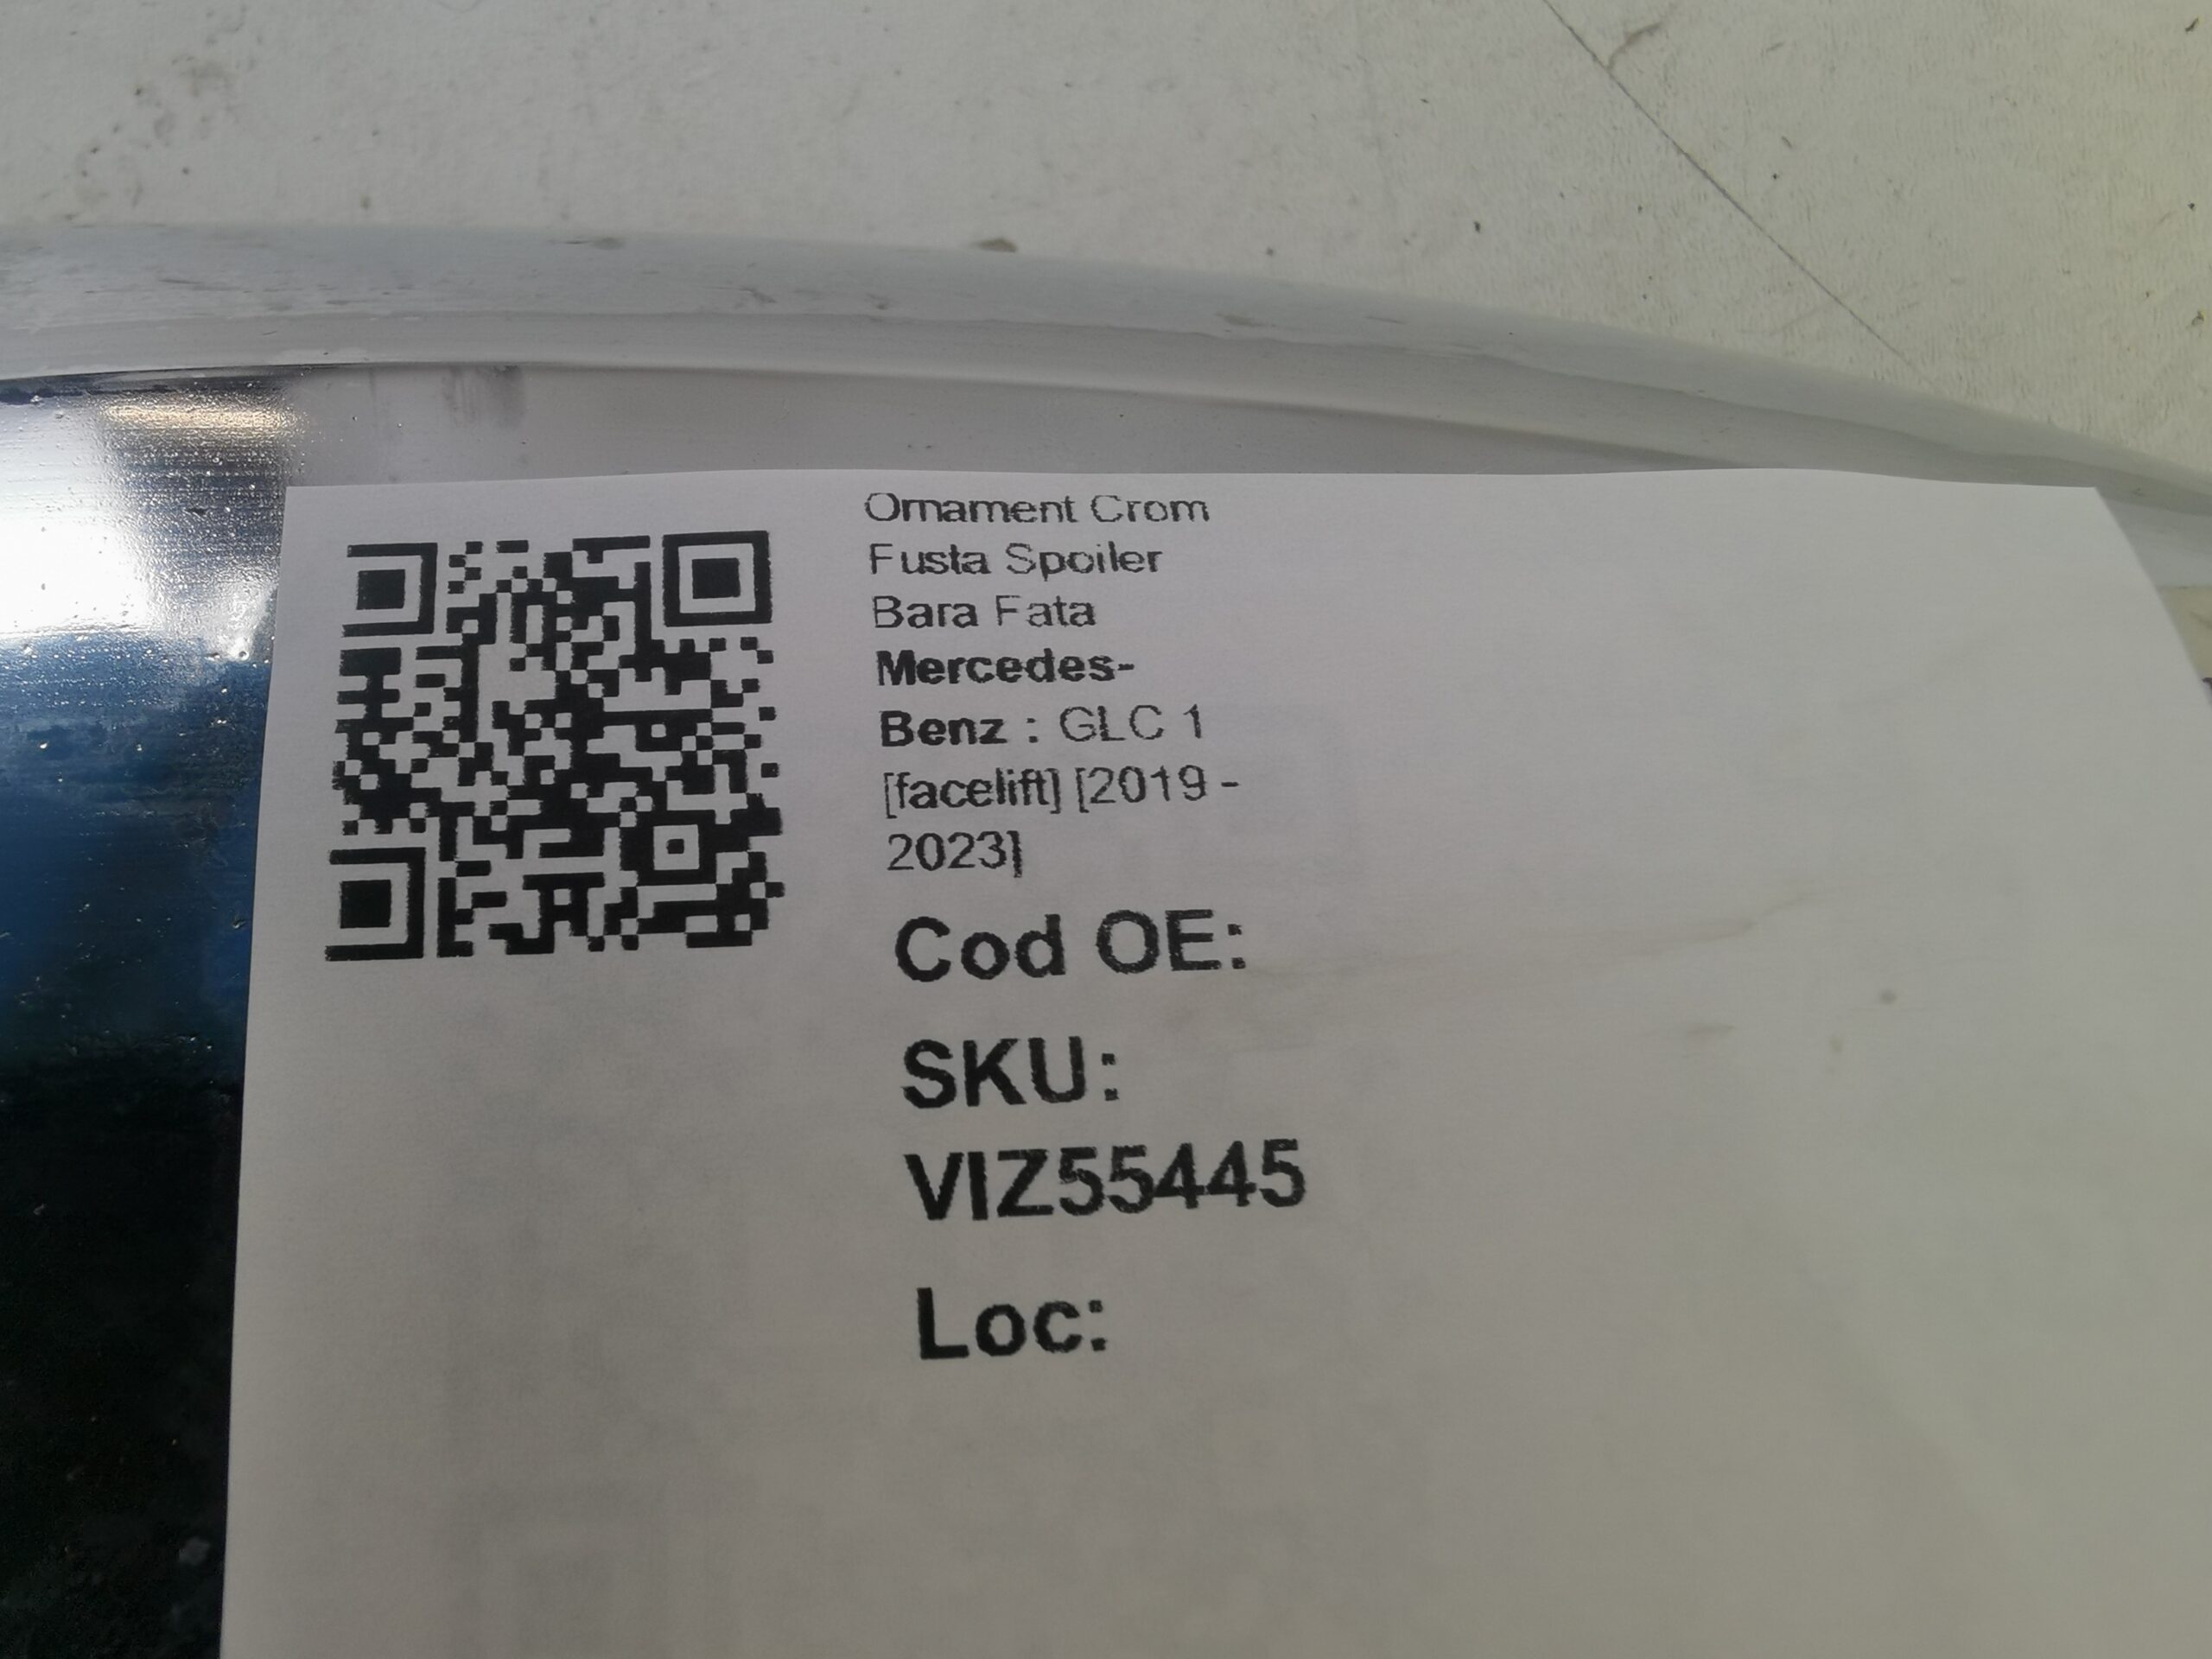 Ornament Crom
Fusta Spoiler
Bara Fata
Mercedes-
Benz : GLC 1
[facelift] [2019 -
2023]
Cod OE:
SKU:
VIZ55445
Loc: